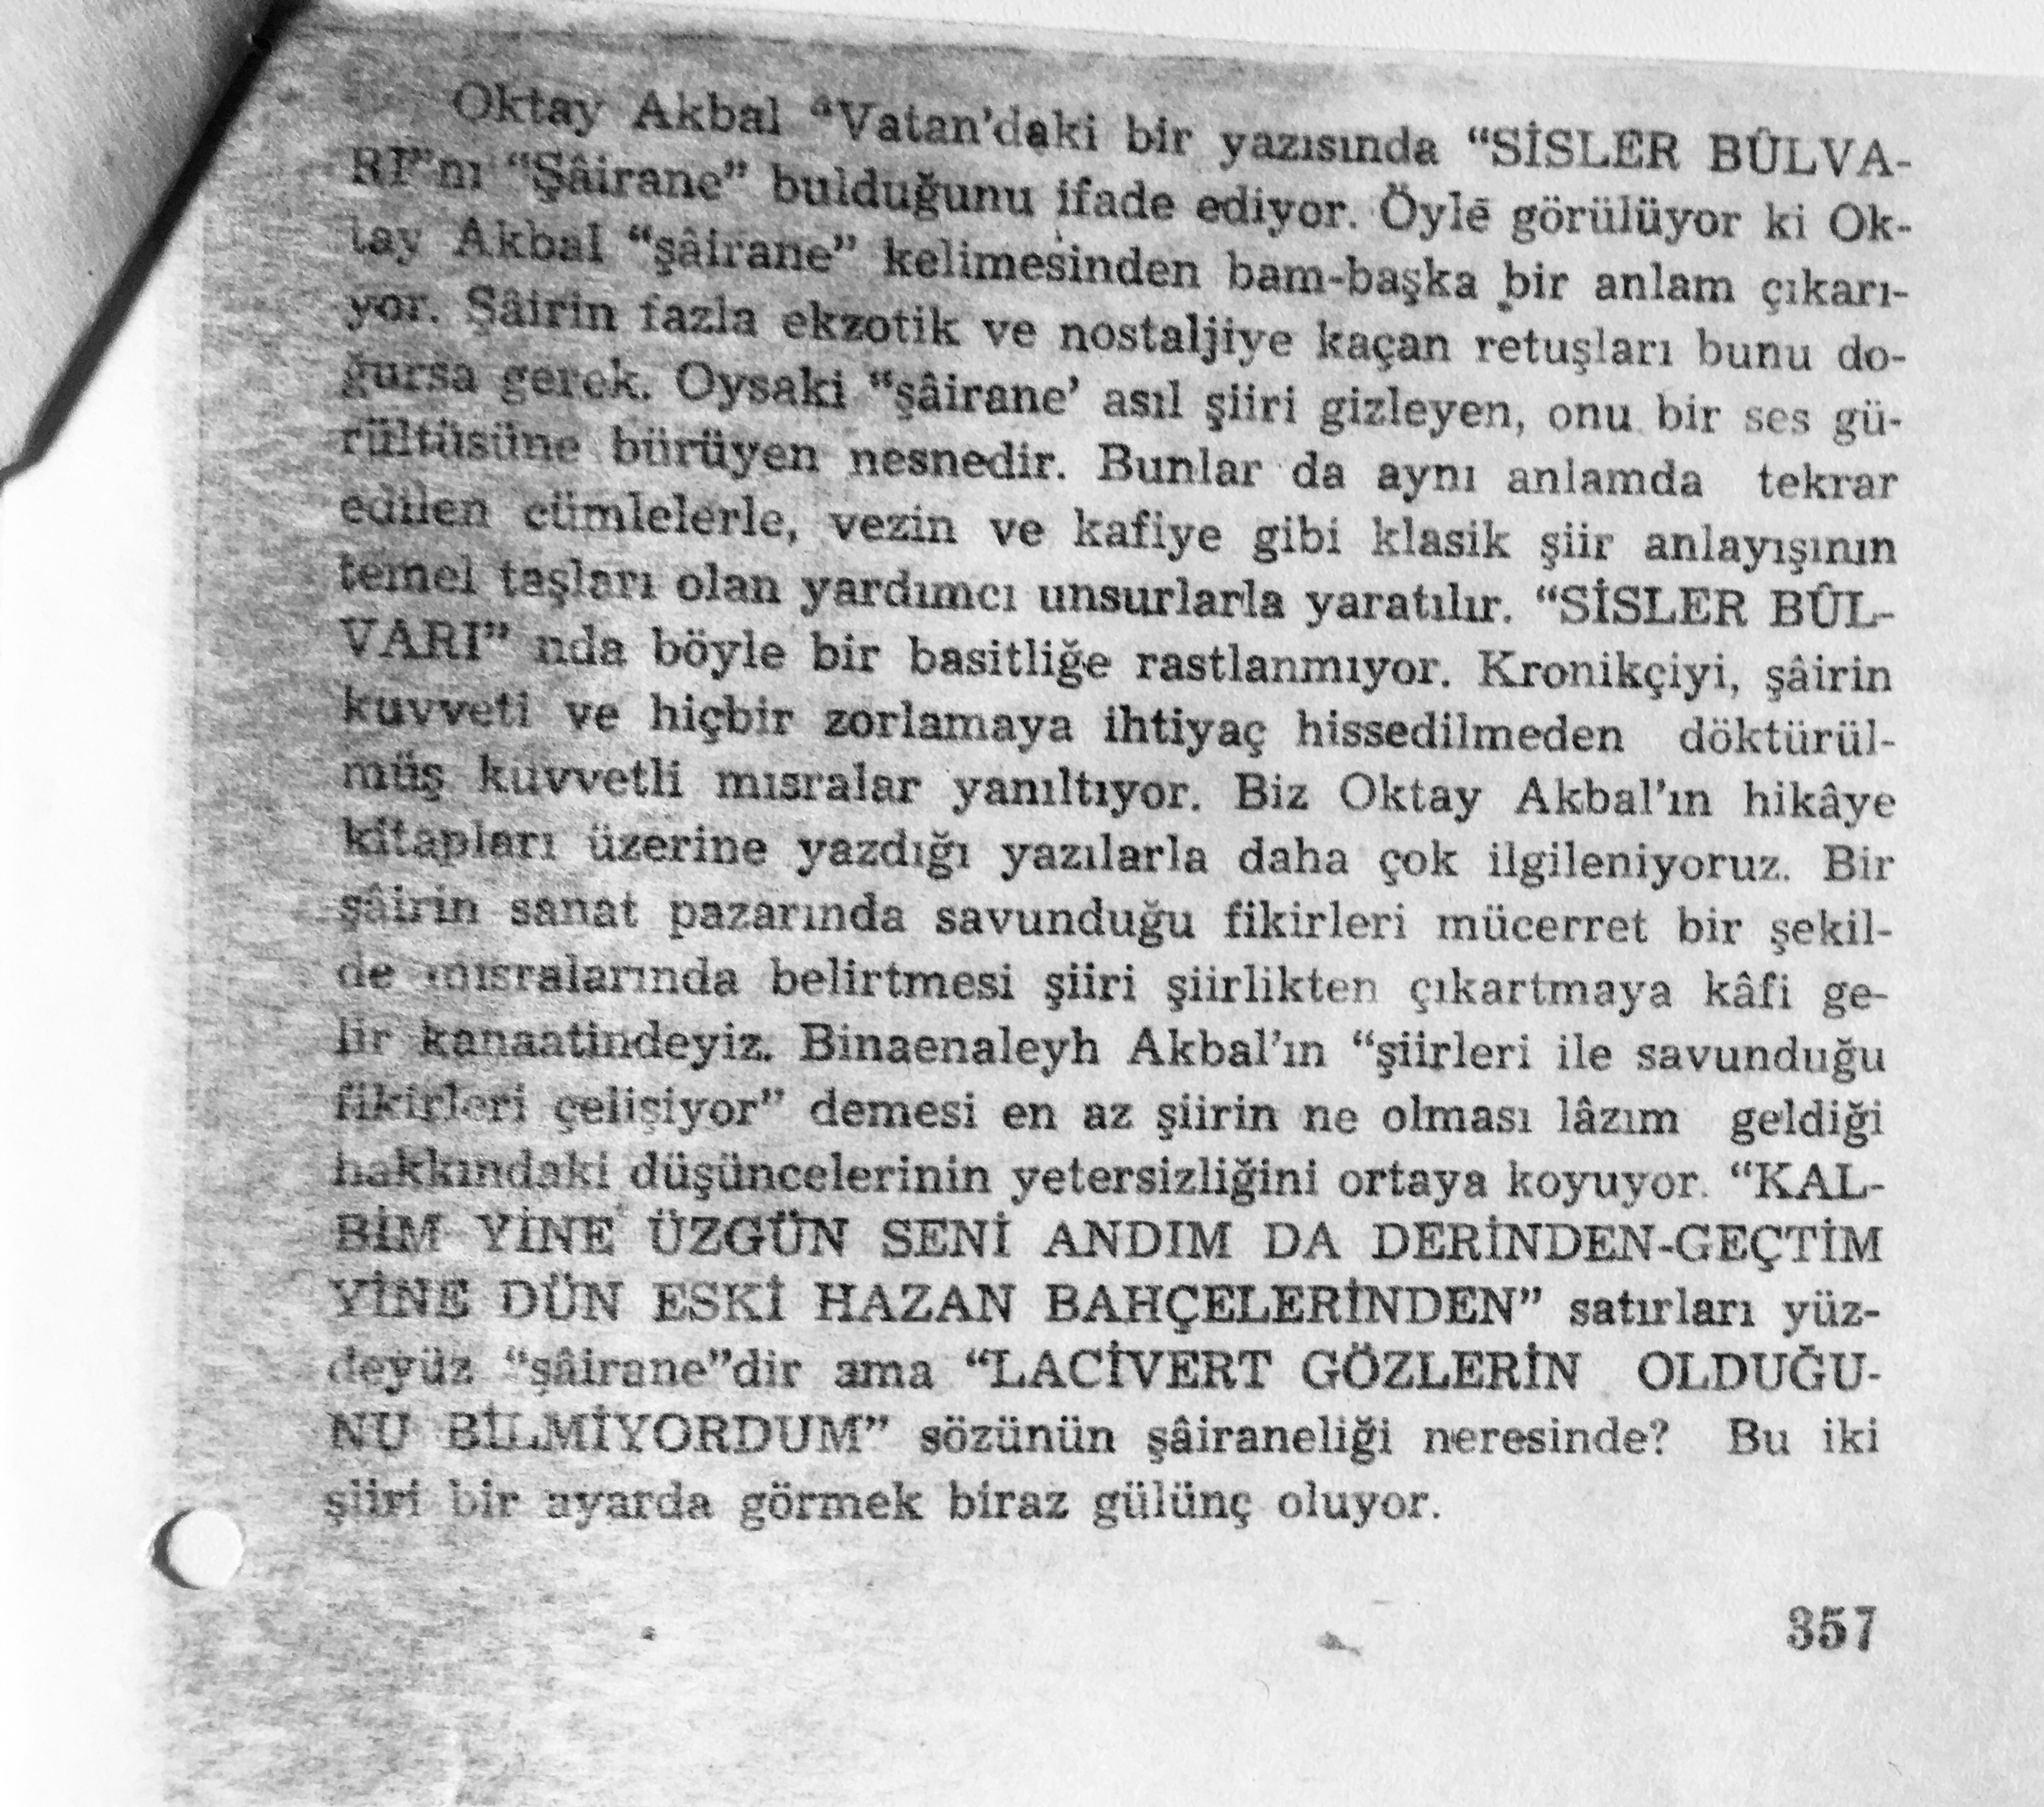 Oktay Akbal "Vatan'daki bir yazısında "SİSLER BÛLVA-
RI"nı "Şâirane" bulduğunu ifade ediyor. Öyle görülüyor ki Ok-
tay Akbal "şâirane" kelimesinden bam-başka bir anlam çıkarı-
yor. Şâirin fazla ekzotik ve nostaljiye kaçan retuşları bunu do-
ğursa gerek. Oysaki "şâirane' asıl şiiri gizleyen, onu bir ses gü-
rültüsüne bürüyen nesnedir. Bunlar da aynı anlamda tekrar
edilen cümlelerle, vezin ve kafiye gibi klasik şiir anlayışının
temel taşları olan yardımcı unsurlarla yaratılır. "SİSLER BÛL-
VARI" nda böyle bir basitliğe rastlanmıyor. Kronikçiyi, şâirin
kuvveti ve hiçbir zorlamaya ihtiyaç hissedilmeden döktürül-
müş kuvvetli mısralar yanıltıyor. Biz Oktay Akbal'ın hikâye
kitapları üzerine yazdığı yazılarla daha çok ilgileniyoruz. Bir
şâirin sanat pazarında savunduğu fikirleri mücerret bir şekil-
de mısralarında belirtmesi şiiri şiirlikten çıkartmaya kâfi ge-
lir kanaatindeyiz. Binaenaleyh Akbal'ın "şiirleri ile savunduğu
fikirleri çelişiyor" demesi en az şiirin ne olması lâzım geldiği
hakkındaki düşüncelerinin yetersizliğini ortaya koyuyor. "KAL-
BİM YİNE ÜZGÜN SENİ ANDIM DA DERİNDEN-GEÇTİM
YİNE DÜN ESKİ HAZAN BAHÇELERİNDEN" satırları yüz-
deyüz "şâirane"dir ama "LACİVERT GÖZLERİN OLDUĞU-
NU BİLMİYORDUM" sözünün şâiraneliği neresinde? Bu iki
şiiri bir ayarda görmek biraz gülünç oluyor.
357